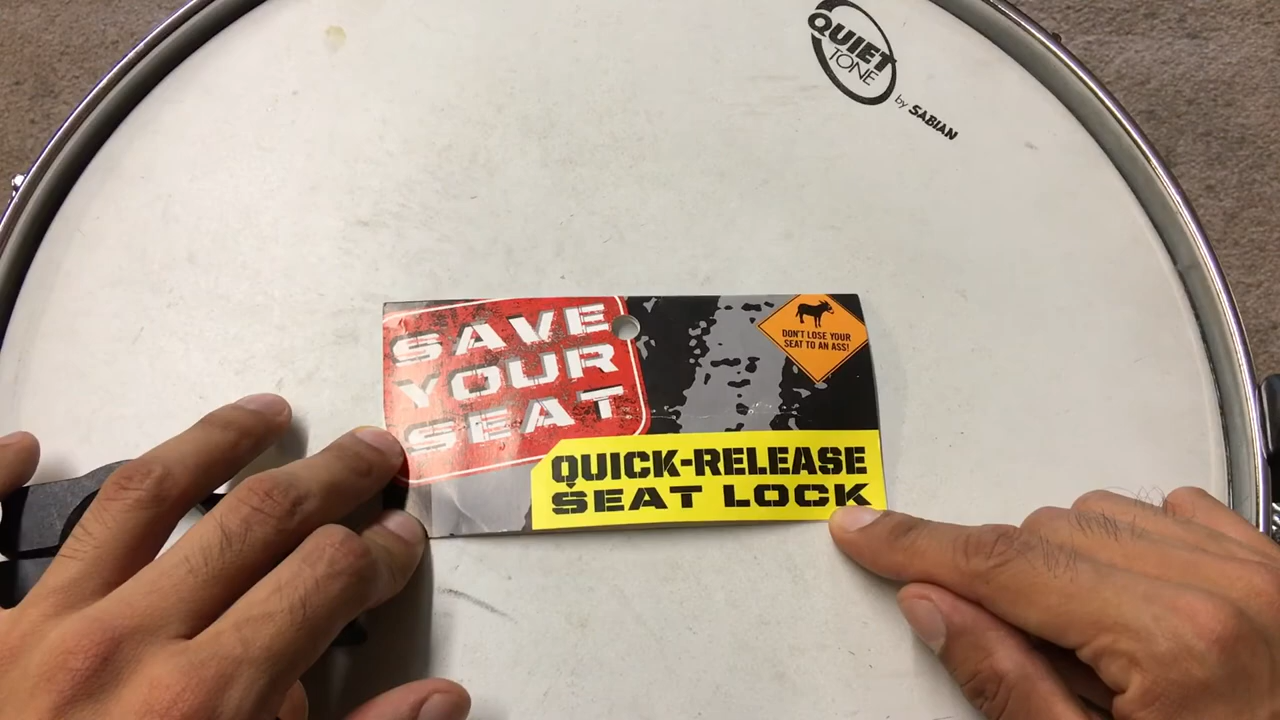 QUIET
TONE
by SABIAN
SAVE
YOUR
SEAT
DON'T LOSE YOUR
SEAT TO AN ASS!
QUICK-RELEASE
SEAT LOCK